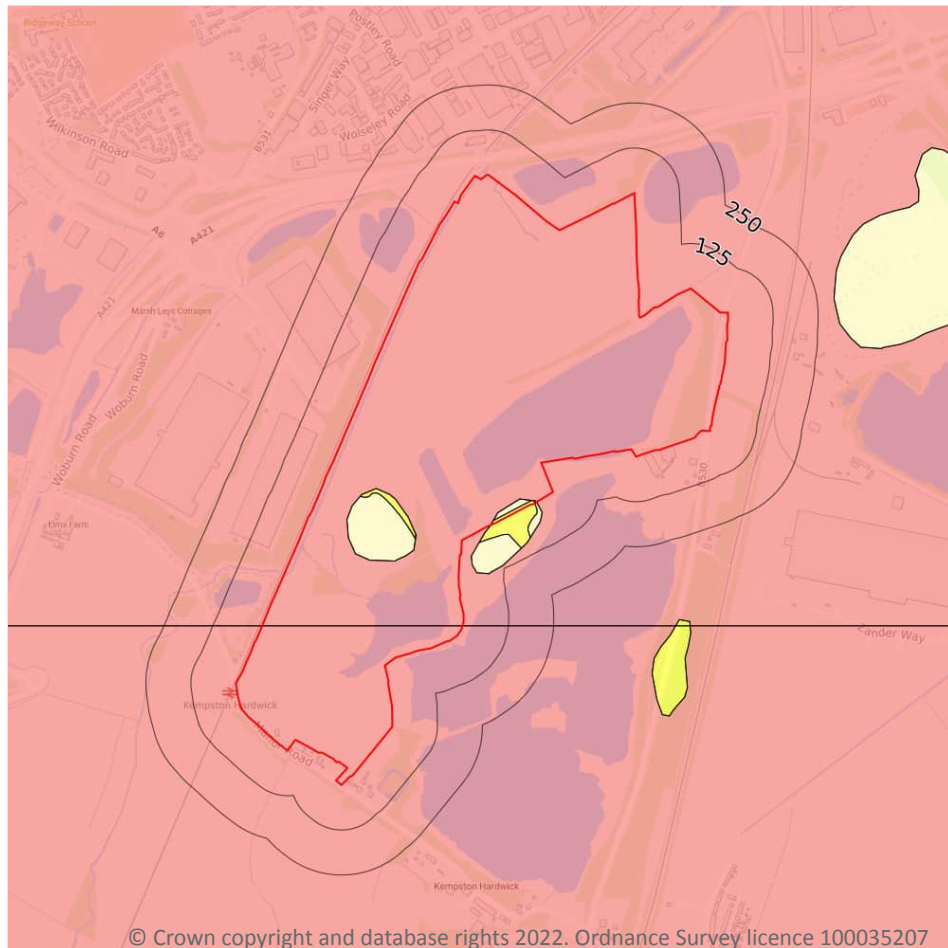 Ridgeway School
Postley Road
Singer Way
Wolseley Road
B531
Wilkinson Road
A6
A421
250
125
A421
Marsh Leys Cottages
Woburn Road
Woburn Road
Elms Farm
B530
Zander Way
Kempston Hardwick
Manor Road
Kempston Hardwick
© Crown copyright and database rights 2022. Ordnance Survey licence 100035207